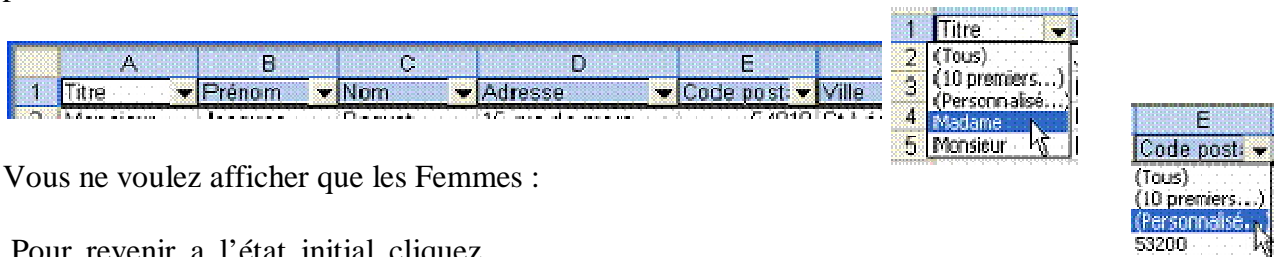 A B C D E
1 Titre Prénom Nom Adresse Code post: Ville
1 Titre
2 (Tous)
3 (10 premiers...)
(Personnalisé...)
4 Madame
5 Monsieur
Vous ne voulez afficher que les Femmes :
E
Code post:
(Tous)
(10 premiers...)
(Personnalisé...)
53200
Pour revenir a l’état initial cliquez